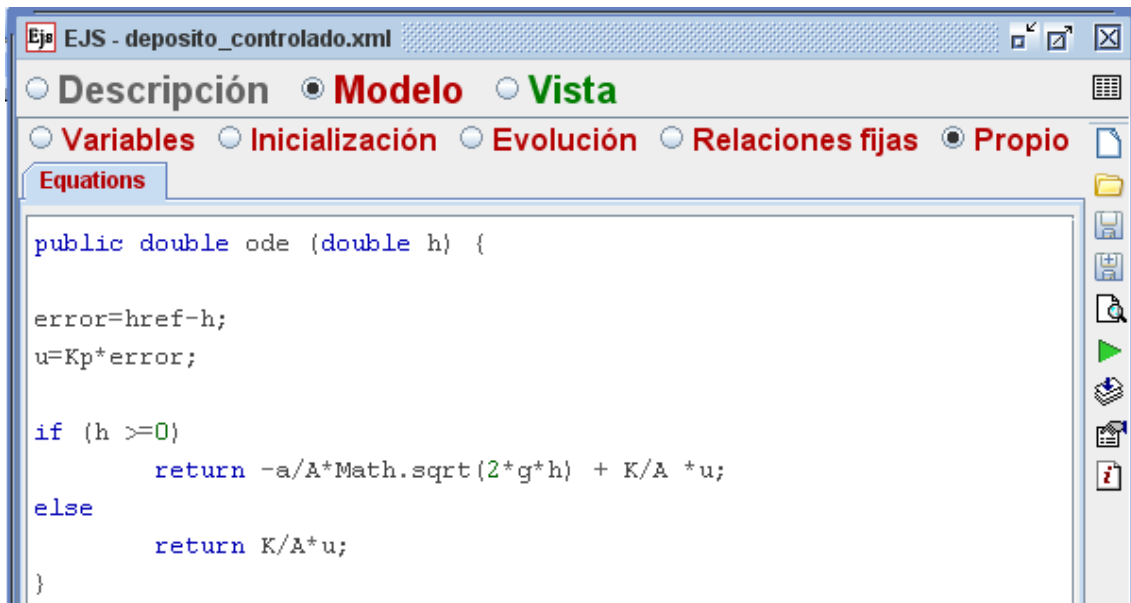 Ejs EJS - deposito_controlado.xml
Descripción Modelo Vista
Variables Inicialización Evolución Relaciones fijas Propio
Equations
public double ode (double h) {
error=href-h;
u=Kp*error;
if (h >=0)
return -a/A*Math.sqrt(2*g*h) + K/A *u;
else
return K/A*u;
}